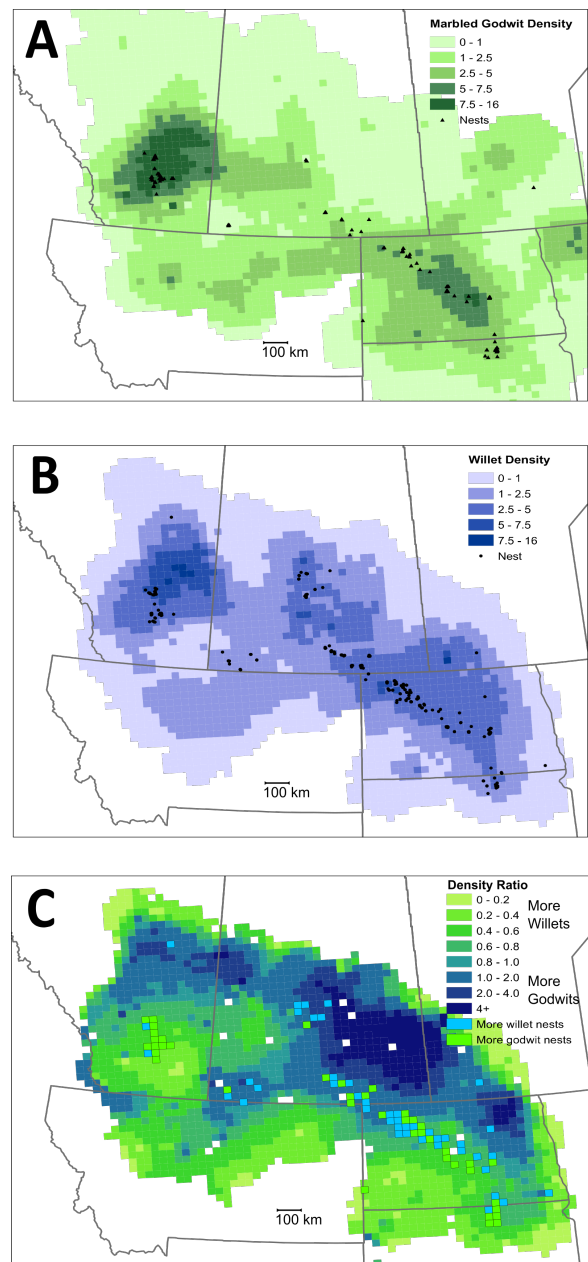 A
Marbled Godwit Density
0 - 1
1 - 2.5
2.5 - 5
5 - 7.5
7.5 - 16
Nests
100 km
B
Willet Density
0 - 1
1 - 2.5
2.5 - 5
5 - 7.5
7.5 - 16
Nest
100 km
C
Density Ratio
0 - 0.2
0.2 - 0.4
0.4 - 0.6
0.6 - 0.8
0.8 - 1.0
1.0 - 2.0
2.0 - 4.0
4+
More Willets
More Godwits
More willet nests
More godwit nests
100 km